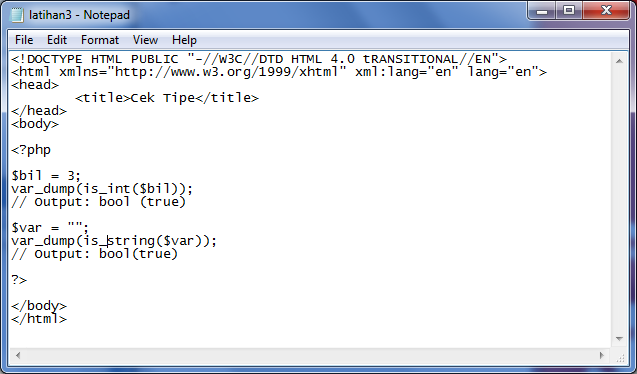 latihan3 - Notepad
File Edit Format View Help
<!DOCTYPE HTML PUBLIC "-//W3C//DTD HTML 4.0 tRANSITIONAL//EN">
<html xmlns="http://www.w3.org/1999/xhtml" xml:lang="en" lang="en">
<head>
        <title>Cek Tipe</title>
</head>
<body>

<?php

$bil = 3;
var_dump(is_int($bil));
// Output: bool (true)

$var = "";
var_dump(is_string($var));
// Output: bool(true)

?>

</body>
</html>